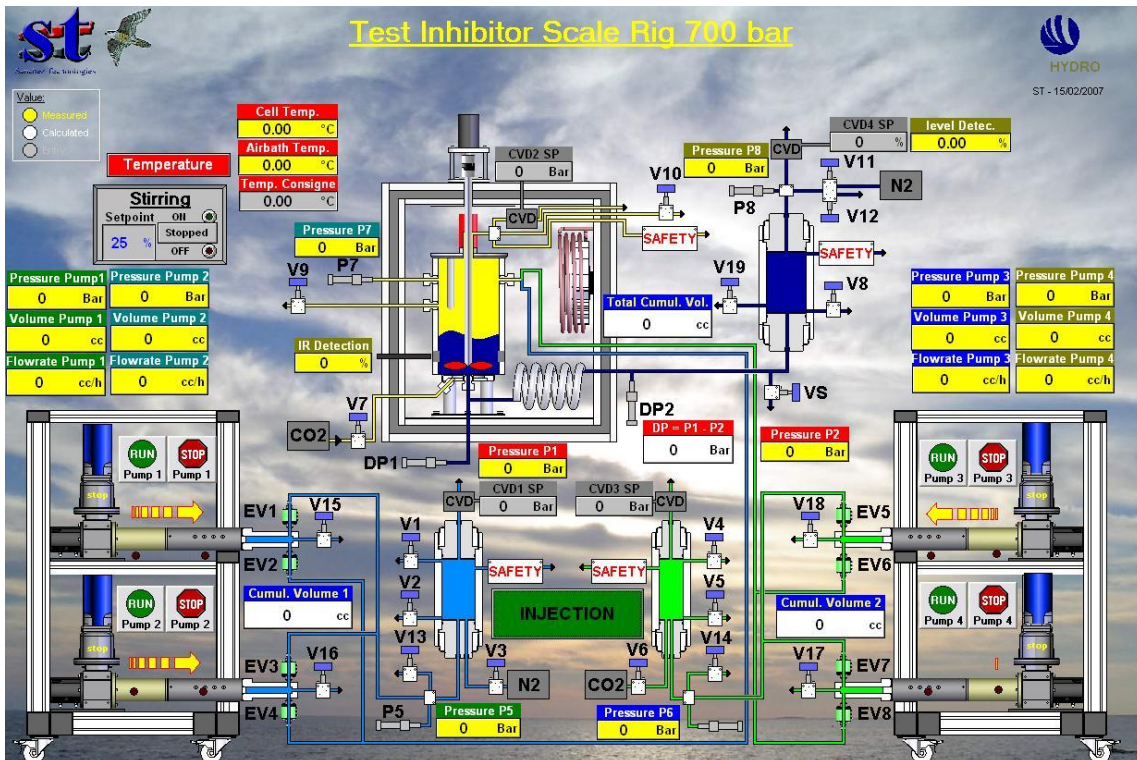 Test Inhibitor Scale Rig 700 bar
st
Sanchez Technologies
HYDRO
ST - 15/02/2007
Value:
Measured
Calculated
Cell Temp.
0.00 °C
Airbath Temp.
0.00 °C
Temp. Consigne
0.00 °C
Temperature
Stirring
Setpoint ON
25 % Stopped
OFF
CVD2 SP
0 Bar
CVD
V10
SAFETY
Pressure P7
0 Bar
P7
V9
IR Detection
0 %
V7
CO2
DP1
CVD4 SP
0 %
level Detec.
0.00 %
Pressure P8
0 Bar
CVD
V11
N2
P8
V12
SAFETY
V19
V8
Total Cumul. Vol.
0 cc
VS
DP2
DP = P1 - P2
0 Bar
Pressure P1
0 Bar
Pressure P2
0 Bar
Pressure Pump1
0 Bar
Pressure Pump 2
0 Bar
Volume Pump 1
0 cc
Volume Pump 2
0 cc
Flowrate Pump 1
0 cc/h
Flowrate Pump 2
0 cc/h
Pressure Pump 3
0 Bar
Pressure Pump 4
0 Bar
Volume Pump 3
0 cc
Volume Pump 4
0 cc
Flowrate Pump 3
0 cc/h
Flowrate Pump 4
0 cc/h
RUN
Pump 1
STOP
Pump 1
stop
EV1
V15
EV2
Cumul. Volume 1
0 cc
RUN
Pump 2
STOP
Pump 2
stop
EV3
V16
EV4
CVD
CVD1 SP
0 Bar
CVD3 SP
0 Bar
CVD
V1
V4
SAFETY
SAFETY
V2
V5
INJECTION
V13
V3
V6
V14
N2
CO2
P5
Pressure P5
0 Bar
Pressure P6
0 Bar
RUN
Pump 3
STOP
Pump 3
stop
V18
EV5
EV6
Cumul. Volume 2
0 cc
RUN
Pump 4
STOP
Pump 4
stop
V17
EV7
EV8